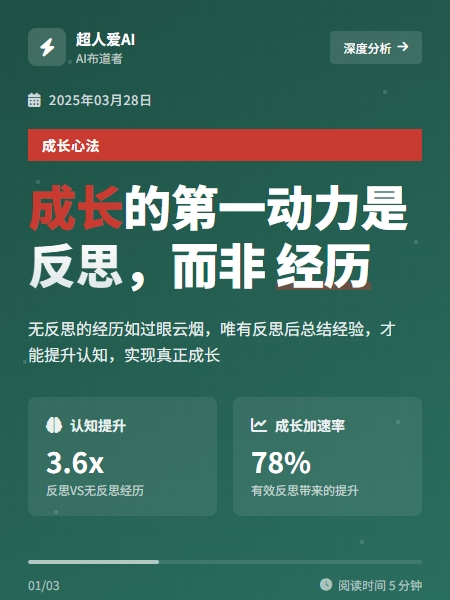 超人爱AI
AI布道者
深度分析
2025年03月28日
成长心法
成长的第一动力是
反思，而非 经历
无反思的经历如过眼云烟，唯有反思后总结经验，才
能提升认知，实现真正成长
认知提升
3.6x
反思VS无反思经历
成长加速率
78%
有效反思带来的提升
01/03
阅读时间 5 分钟